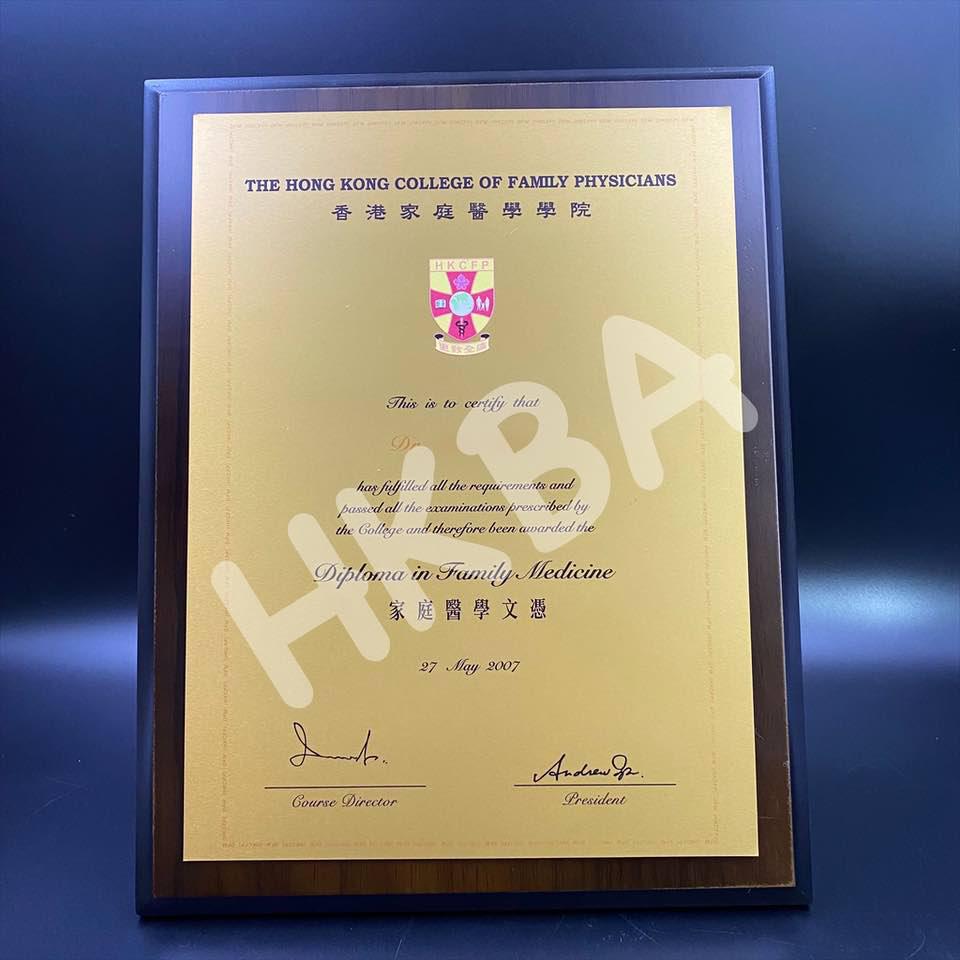 THE HONG KONG COLLEGE OF FAMILY PHYSICIANS
香港家庭醫學學院
HKCFP
This is to certify that
Dr
has fulfilled all the requirements and
passed all the examinations prescribed by
the College and therefore been awarded the
Diploma in Family Medicine
家庭醫學文憑
27 May 2007
Andrew Ip.
Course Director
President
HKBA